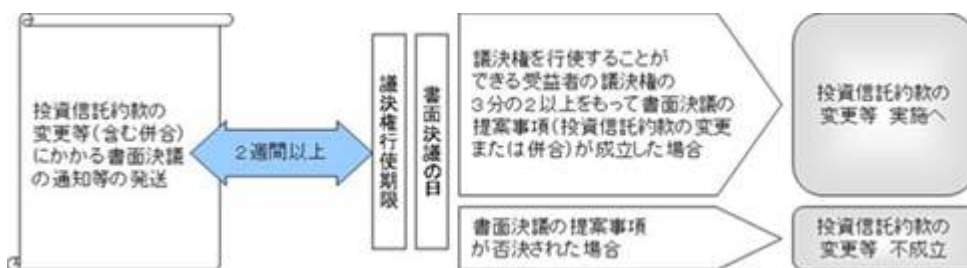 投資信託約款の
変更等(含む併合)
にかかる書面決議
の通知等の発送
2週間以上
議決権行使期限
書面決議の日
議決権を行使することが
できる受益者の議決権の
3分の2以上をもって書面決議の
提案事項(投資信託約款の変更
または併合)が成立した場合
投資信託約款の
変更等 実施へ
書面決議の提案事項
が否決された場合
投資信託約款の
変更等 不成立